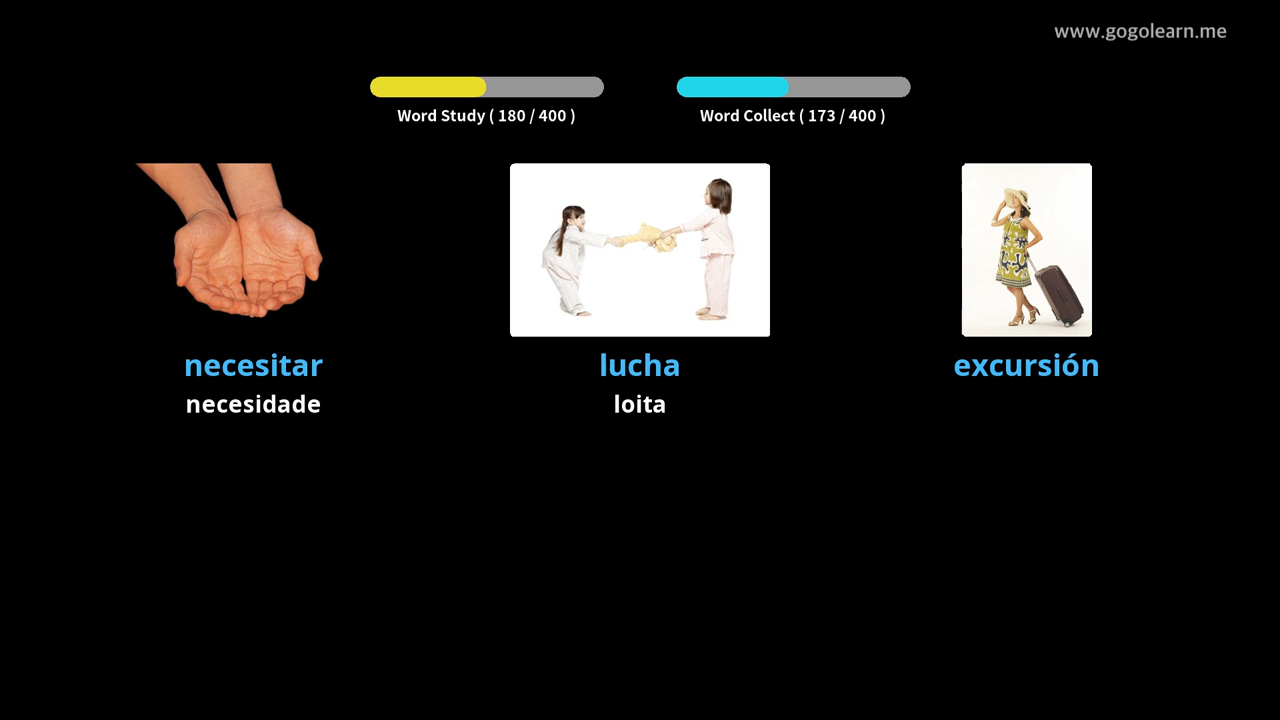 www.gogolearn.me
Word Study ( 180 / 400 )
Word Collect ( 173 / 400 )
necesitar
necesidade
lucha
loita
excursión